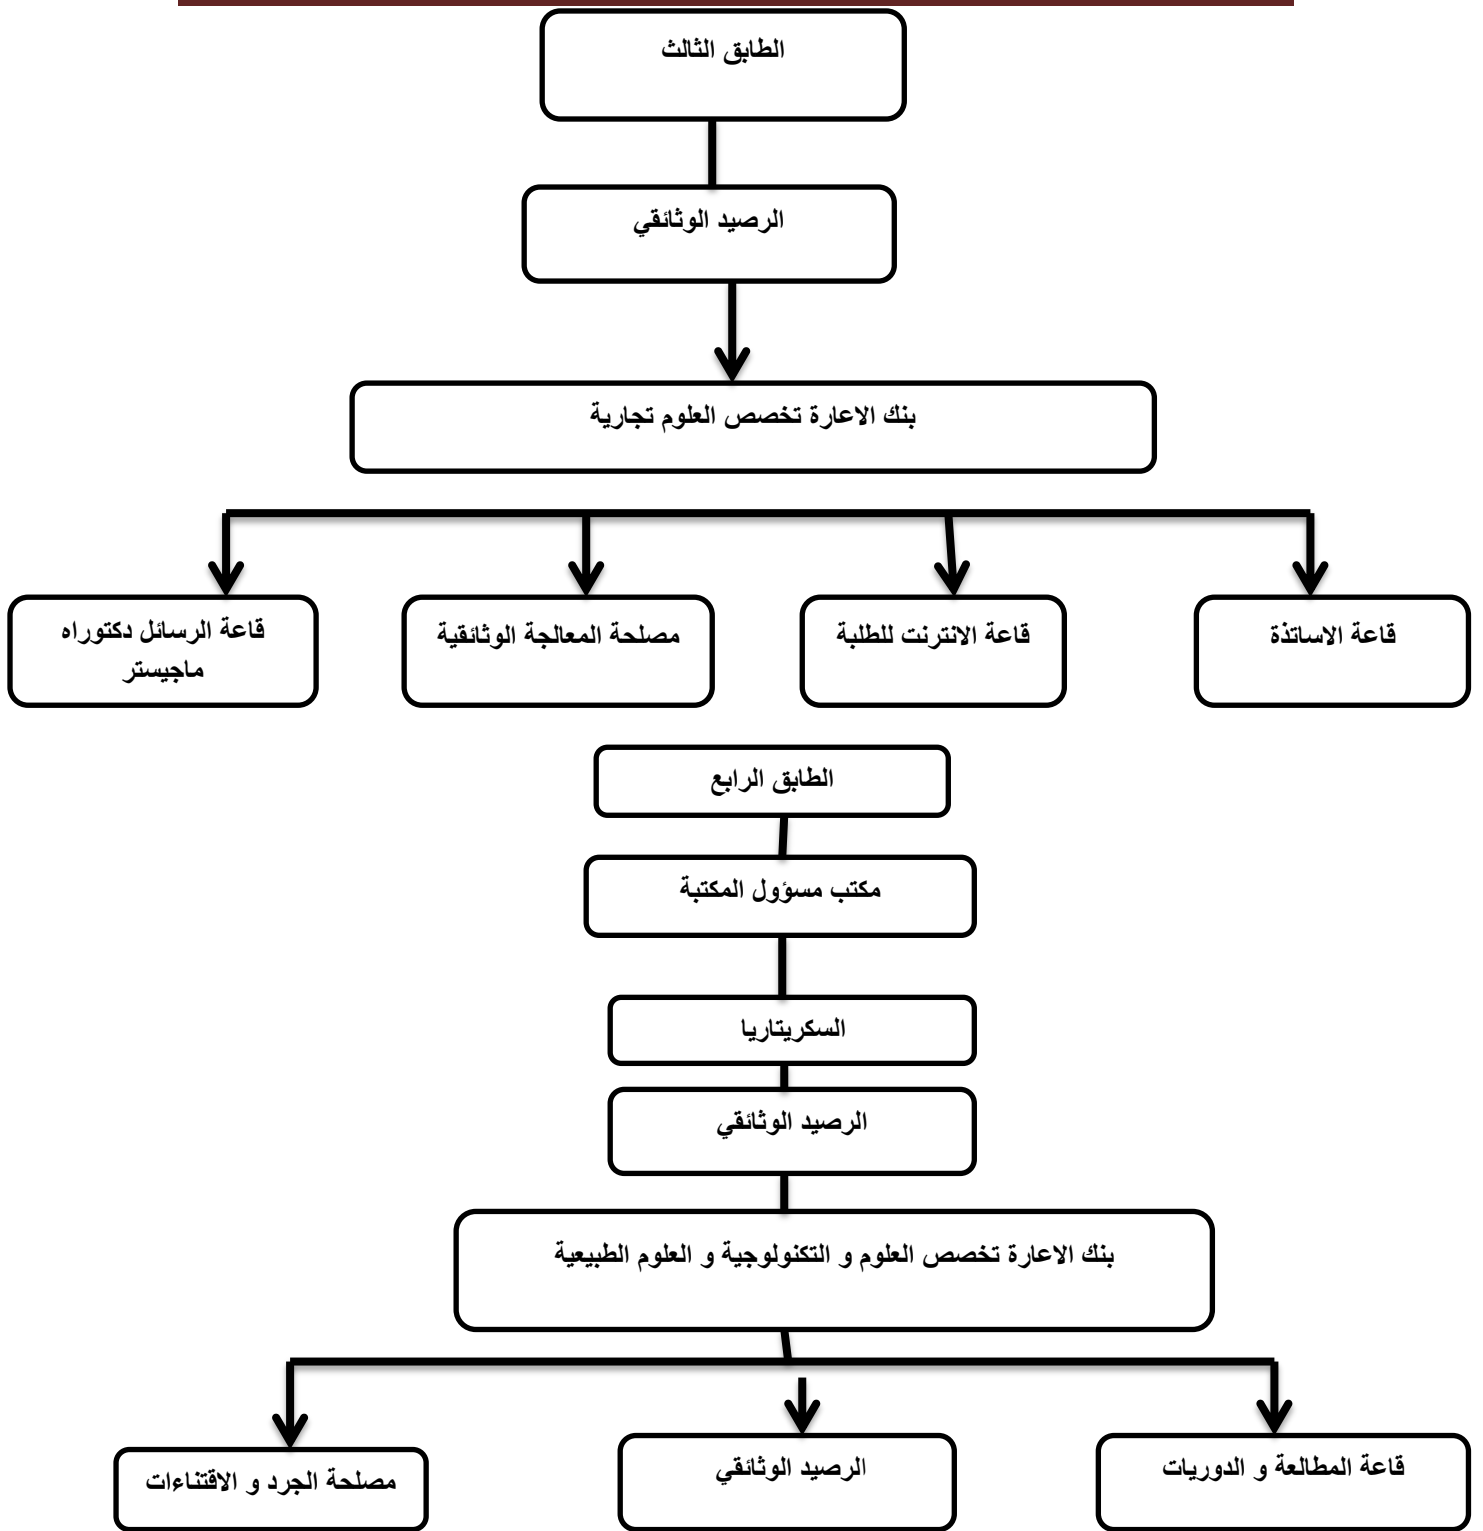 الطابق الثالث
الرصيد الوثائقي
بنك الاعارة تخصص العلوم تجارية
قاعة الاساتذة
قاعة الانترنت للطلبة
مصلحة المعالجة الوثائقية
قاعة الرسائل دكتوراه
ماجيستر
الطابق الرابع
مكتب مسؤول المكتبة
السكريتاريا
الرصيد الوثائقي
بنك الاعارة تخصص العلوم و التكنولوجية و العلوم الطبيعية
قاعة المطالعة و الدوريات
الرصيد الوثائقي
مصلحة الجرد و الاقتناءات